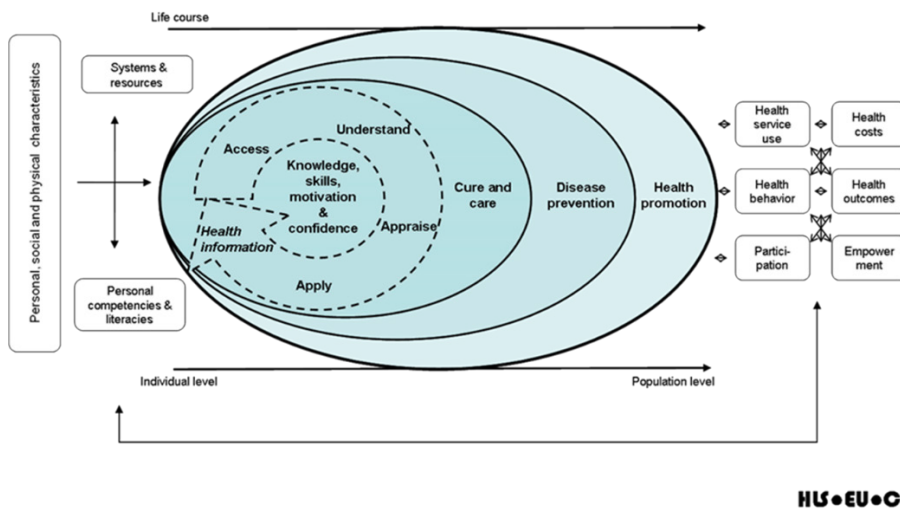 Life course
Personal, social and physical characteristics
Systems &
resources
Personal
competencies &
literacies
Access
Understand
Knowledge,
skills,
motivation
&
confidence
Health
information
Appraise
Apply
Cure and
care
Disease
prevention
Health
promotion
Health
service
use
Health
costs
Health
behavior
Health
outcomes
Partici-
pation
Empower
ment
Individual level
Population level
HLS●EU●C